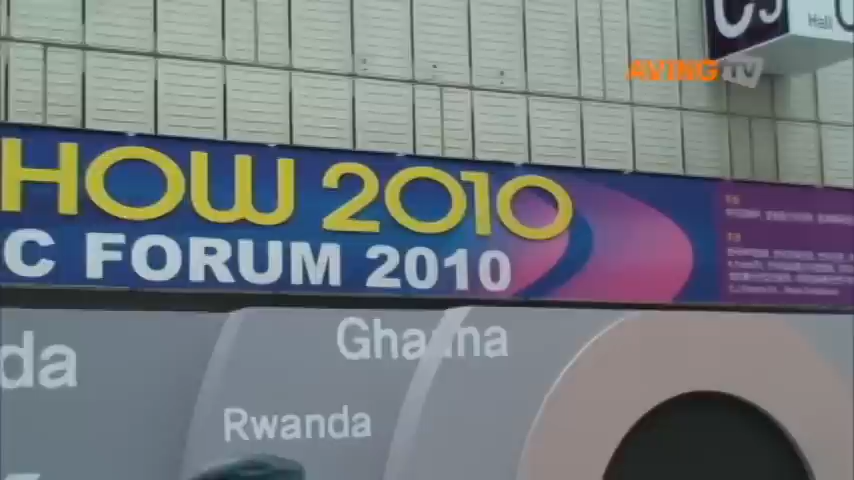 Hall
AVING TV
HOW 2010
C FORUM 2010
da
Ghana
Rwanda